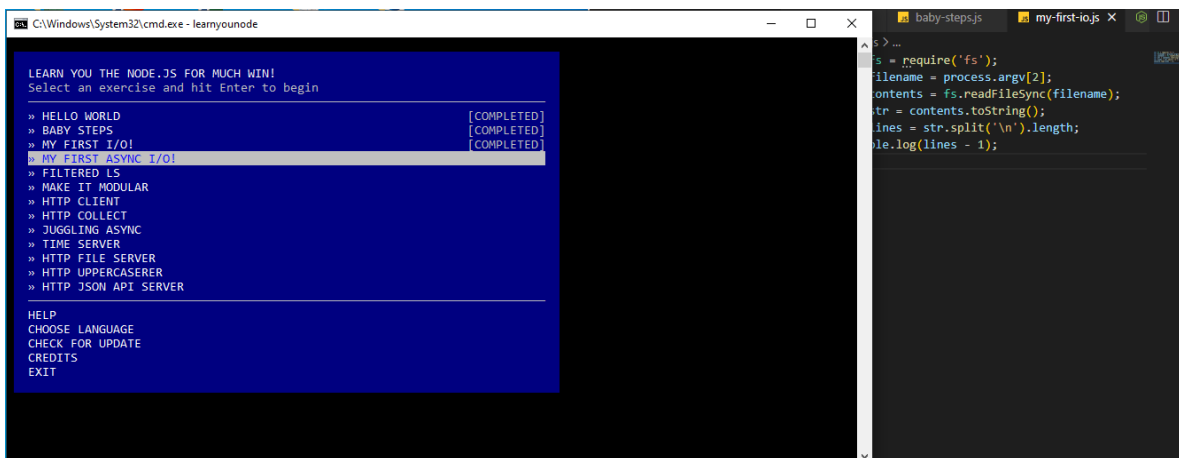 C:\Windows\System32\cmd.exe - learnyounode
LEARN YOU THE NODE.JS FOR MUCH WIN!
Select an exercise and hit Enter to begin
» HELLO WORLD [COMPLETED]
» BABY STEPS [COMPLETED]
» MY FIRST I/O! [COMPLETED]
» MY FIRST ASYNC I/O!
» FILTERED LS
» MAKE IT MODULAR
» HTTP CLIENT
» HTTP COLLECT
» JUGGLING ASYNC
» TIME SERVER
» HTTP FILE SERVER
» HTTP UPPERCASERER
» HTTP JSON API SERVER
HELP
CHOOSE LANGUAGE
CHECK FOR UPDATE
CREDITS
EXIT
JS baby-steps.js JS my-first-io.js
s > ...
fs = require('fs');
filename = process.argv[2];
contents = fs.readFileSync(filename);
str = contents.toString();
lines = str.split('\n').length;
ole.log(lines - 1);